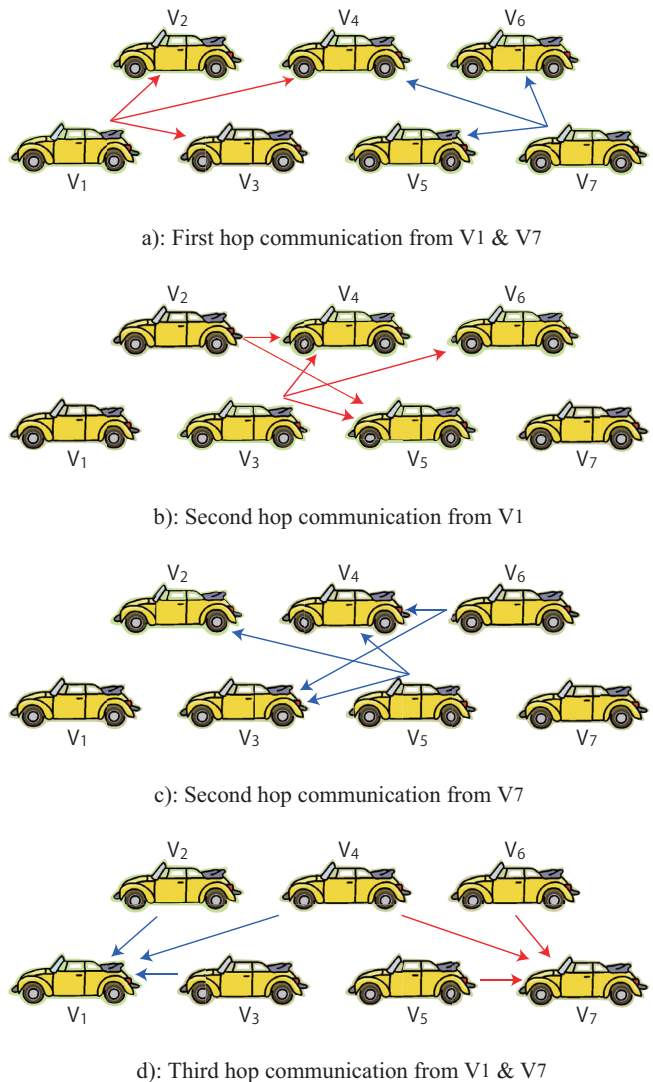 V2 V4 V6
V1 V3 V5 V7
a): First hop communication from V1 & V7
V2 V4 V6
V1 V3 V5 V7
b): Second hop communication from V1
V2 V4 V6
V1 V3 V5 V7
c): Second hop communication from V7
V2 V4 V6
V1 V3 V5 V7
d): Third hop communication from V1 & V7